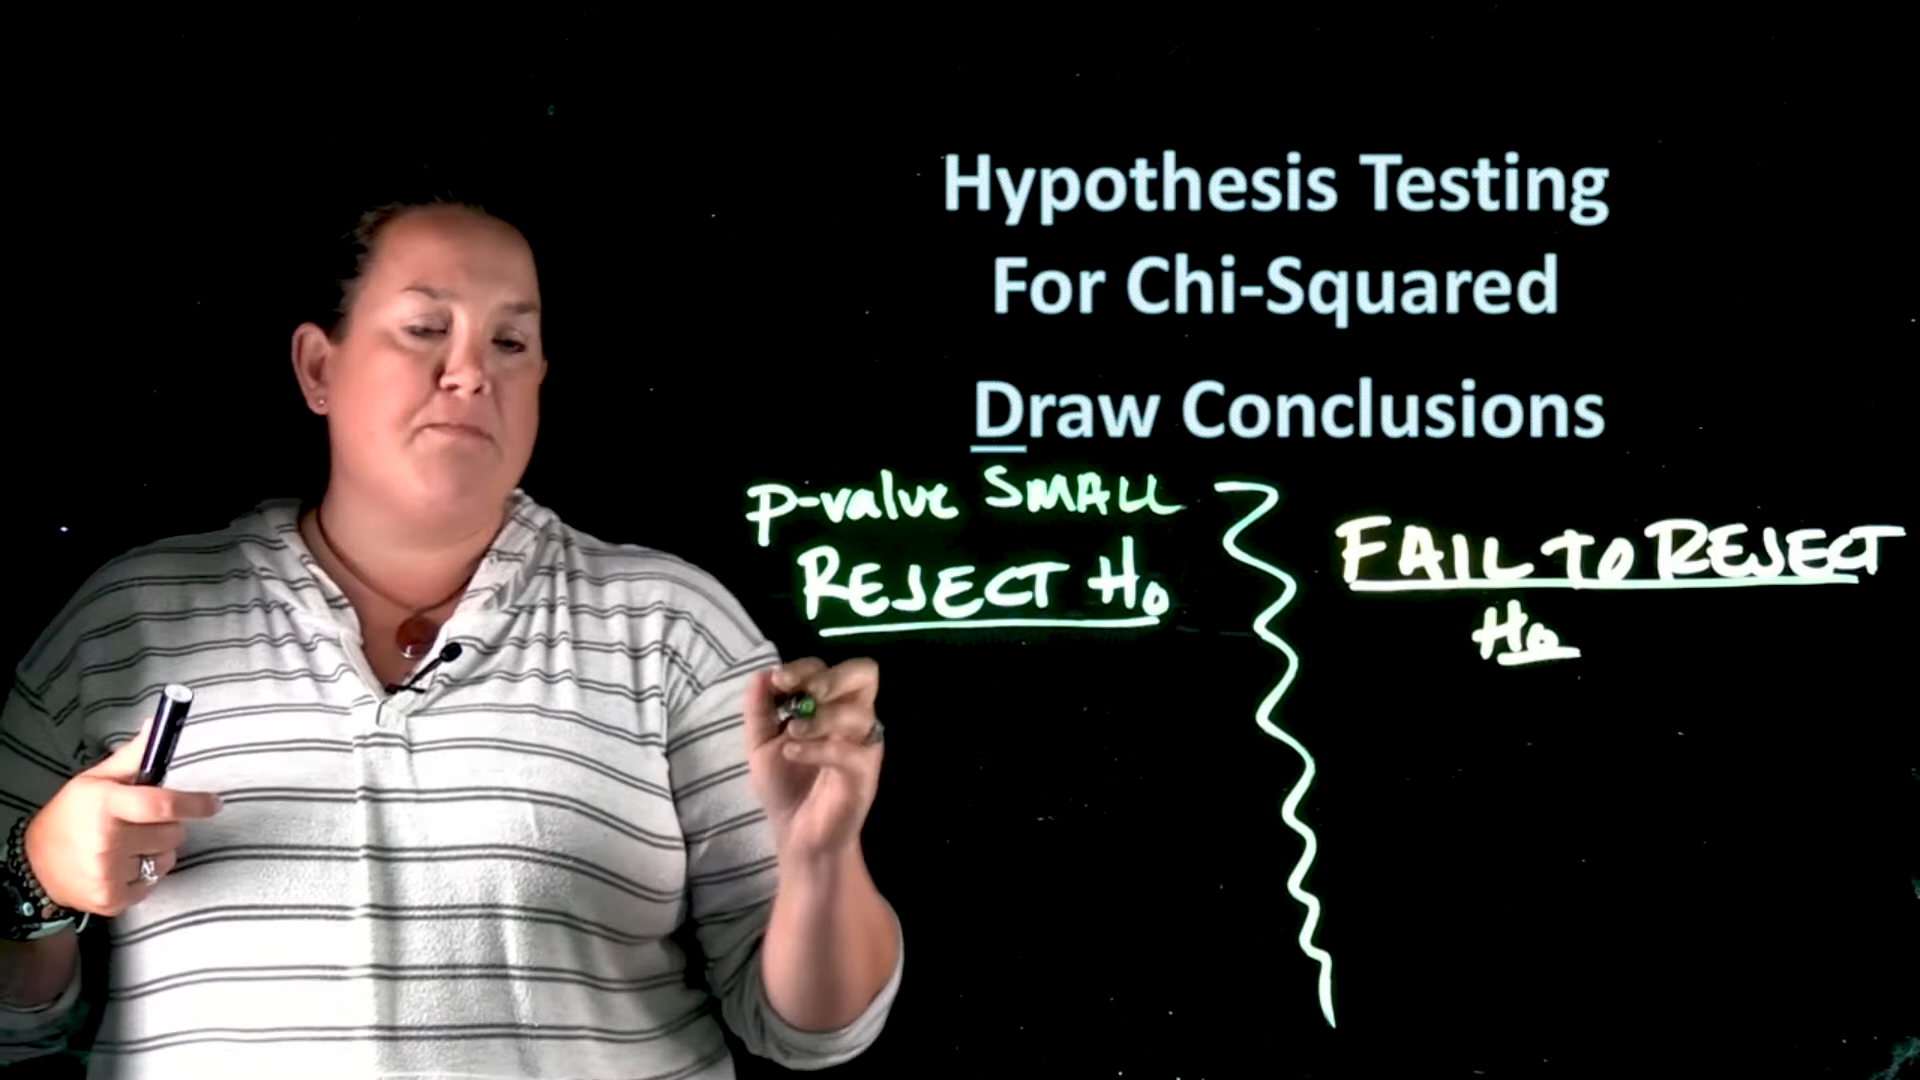 Hypothesis Testing
For Chi-Squared
Draw Conclusions
p-value SMALL
REJECT H₀
FAIL TO REJECT
H₀